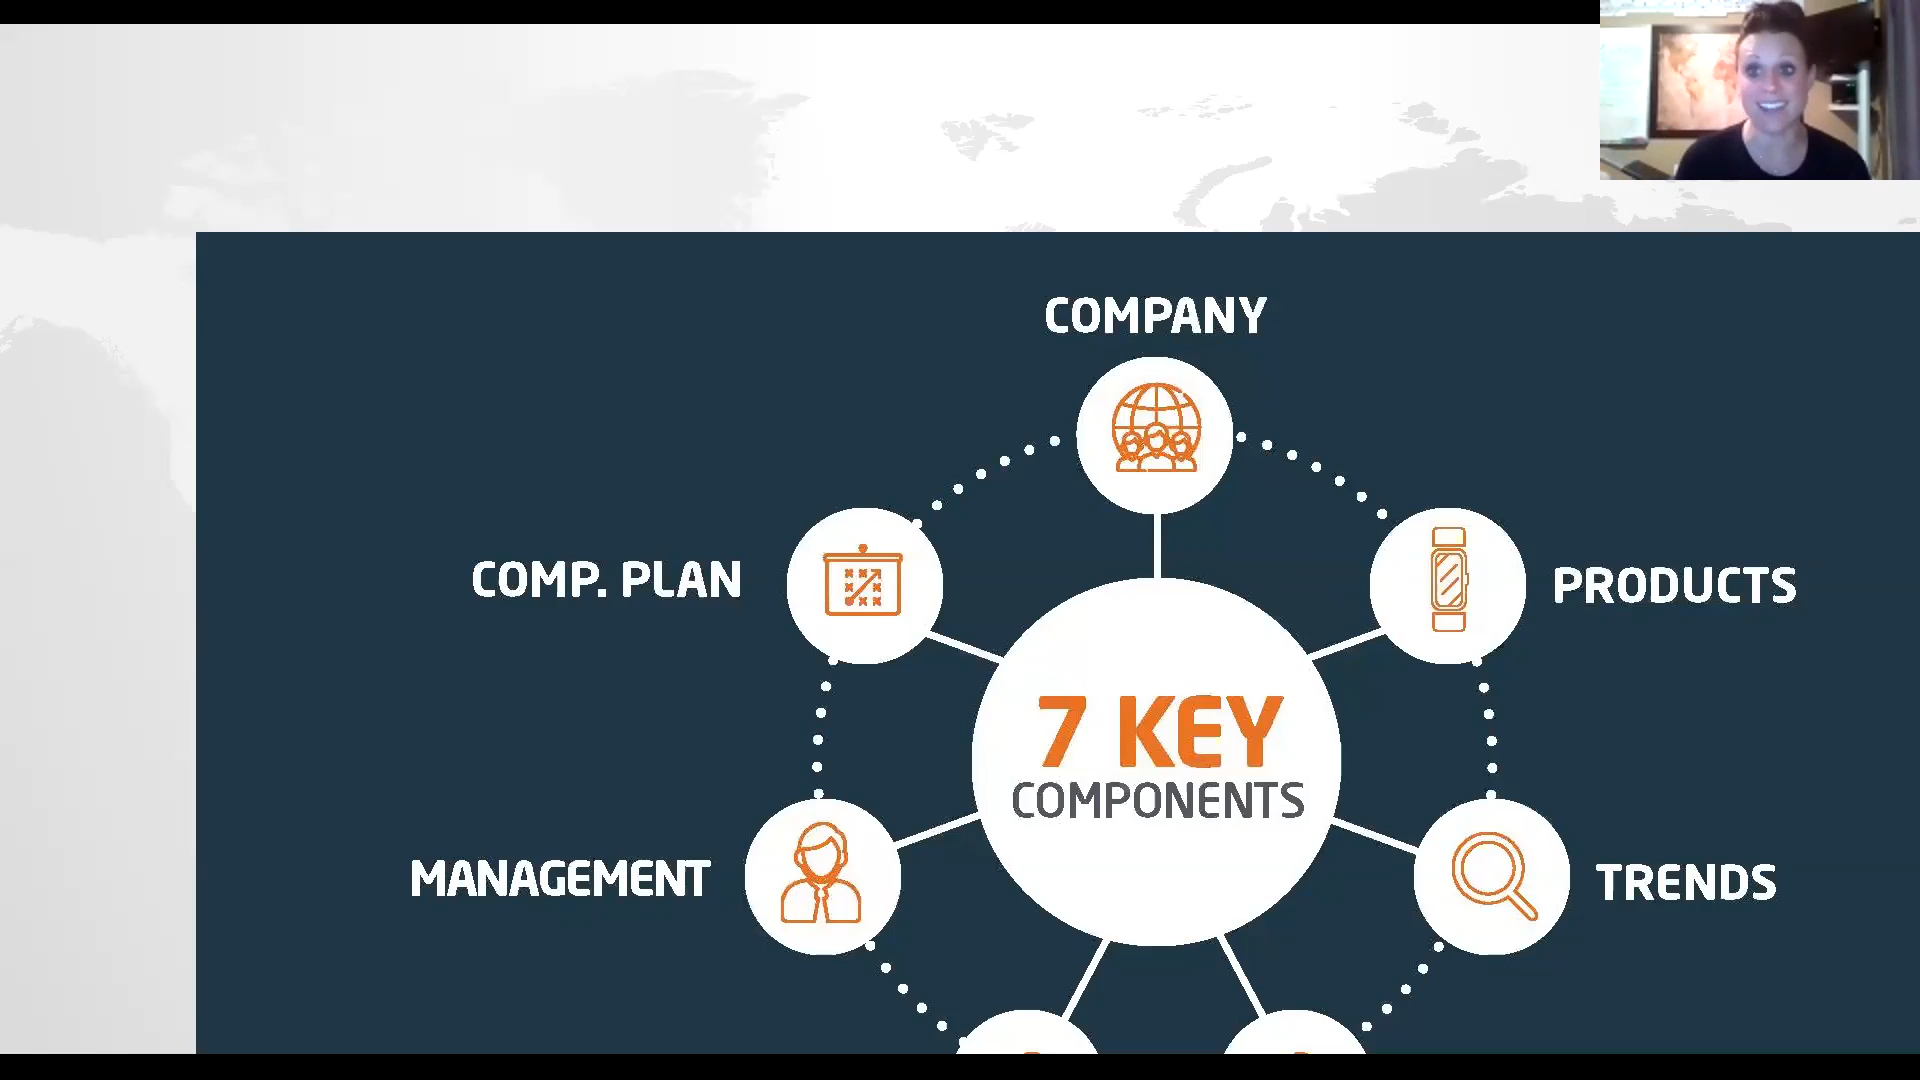 COMPANY
COMP. PLAN
PRODUCTS
7 KEY
COMPONENTS
MANAGEMENT
TRENDS